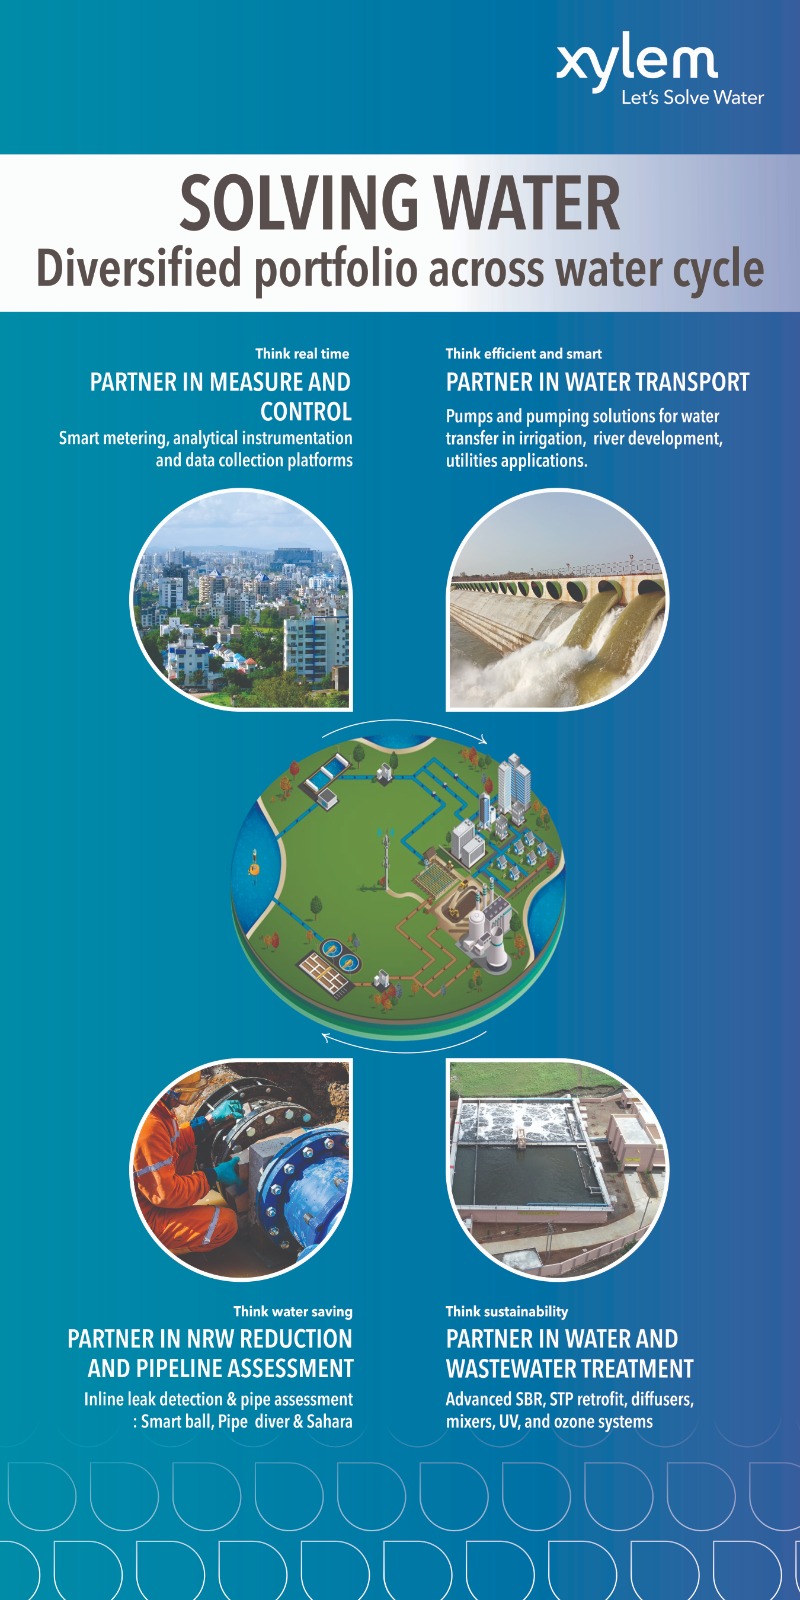 xylem
Let's Solve Water
SOLVING WATER
Diversified portfolio across water cycle
Think real time
PARTNER IN MEASURE AND
CONTROL
Smart metering, analytical instrumentation
and data collection platforms
Think efficient and smart
PARTNER IN WATER TRANSPORT
Pumps and pumping solutions for water
transfer in irrigation, river development,
utilities applications.
Think water saving
PARTNER IN NRW REDUCTION
AND PIPELINE ASSESSMENT
Inline leak detection & pipe assessment
: Smart ball, Pipe diver & Sahara
Think sustainability
PARTNER IN WATER AND
WASTEWATER TREATMENT
Advanced SBR, STP retrofit, diffusers,
mixers, UV, and ozone systems